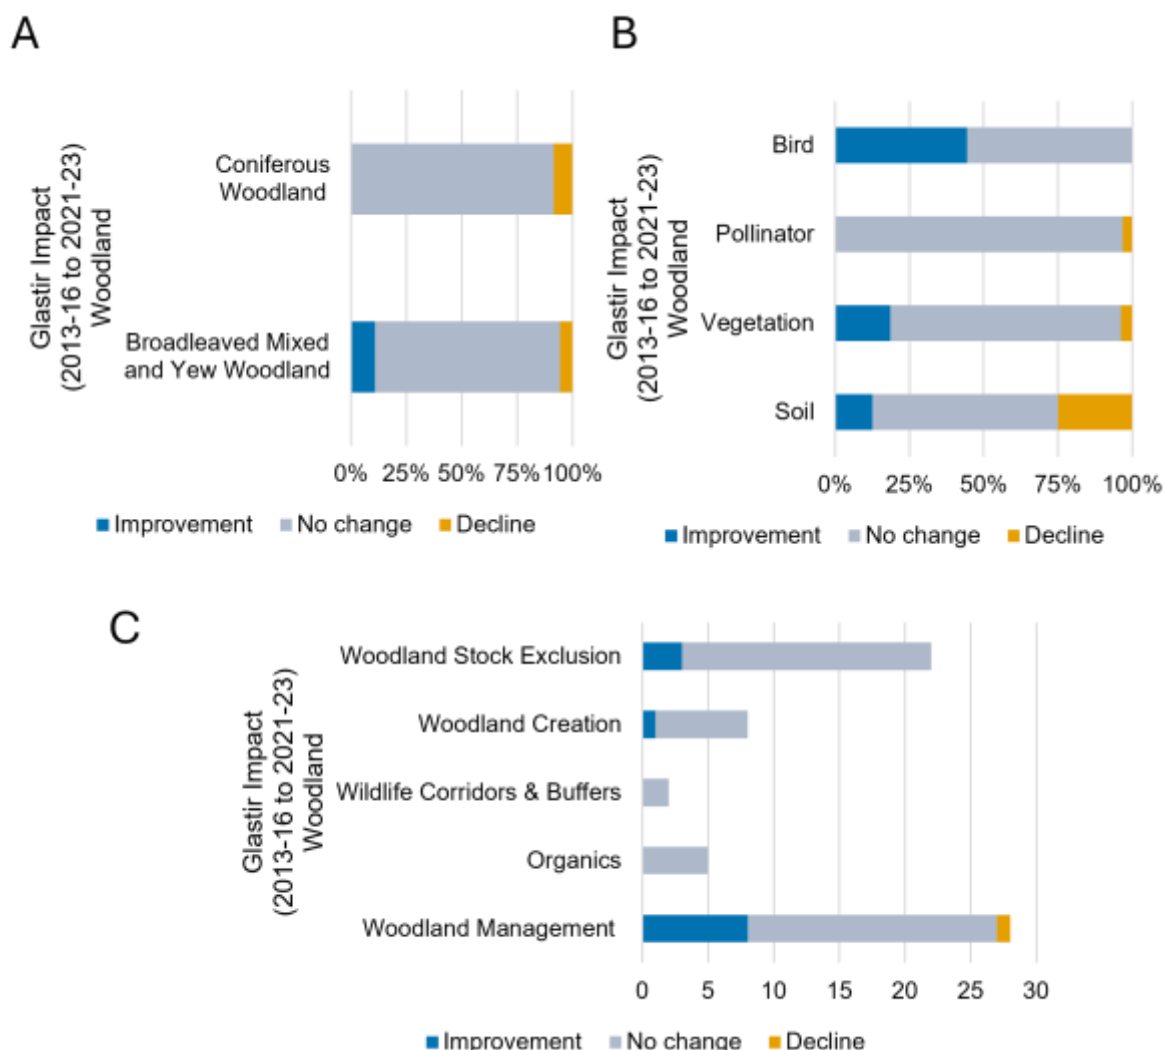 A
Glastir Impact
(2013-16 to 2021-23)
Woodland
Coniferous
Woodland
Broadleaved Mixed
and Yew Woodland
0% 25% 50% 75% 100%
Improvement No change Decline
B
Glastir Impact
(2013-16 to 2021-23)
Woodland
Bird
Pollinator
Vegetation
Soil
0% 25% 50% 75% 100%
Improvement No change Decline
C
Glastir Impact
(2013-16 to 2021-23)
Woodland
Woodland Stock Exclusion
Woodland Creation
Wildlife Corridors & Buffers
Organics
Woodland Management
0 5 10 15 20 25 30
Improvement No change Decline